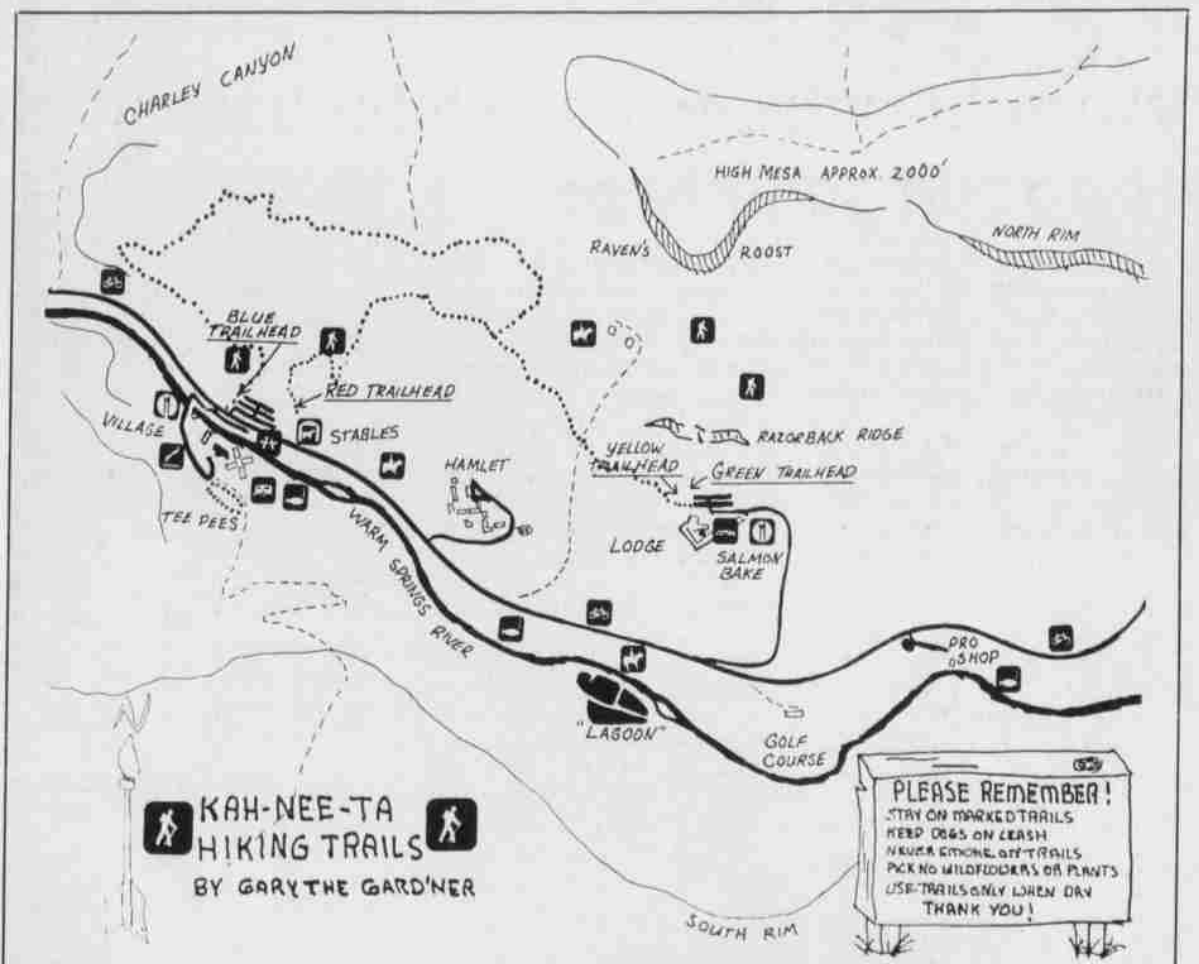 CHARLEY CANYON
HIGH MESA APPROX. 2000'
RAVEN'S ROOST
NORTH RIM
BLUE
TRAILHEAD
RED TRAILHEAD
VILLAGE
STABLES
RAZORBACK RIDGE
YELLOW
TRAILHEAD
GREEN TRAILHEAD
HAMLET
TEE PEES
LODGE
SALMON
BAKE
WARM SPRINGS RIVER
PRO
SHOP
"LAGOON"
GOLF
COURSE
KAH-NEE-TA
HIKING TRAILS
BY GARY THE GARD'NER
SOUTH RIM
N
PLEASE REMEMBER!
STAY ON MARKED TRAILS
KEEP DOGS ON LEASH
NEVER SMOKE OFF TRAILS
PICK NO WILDFLOWERS OR PLANTS
USE TRAILS ONLY WHEN DRY
THANK YOU!